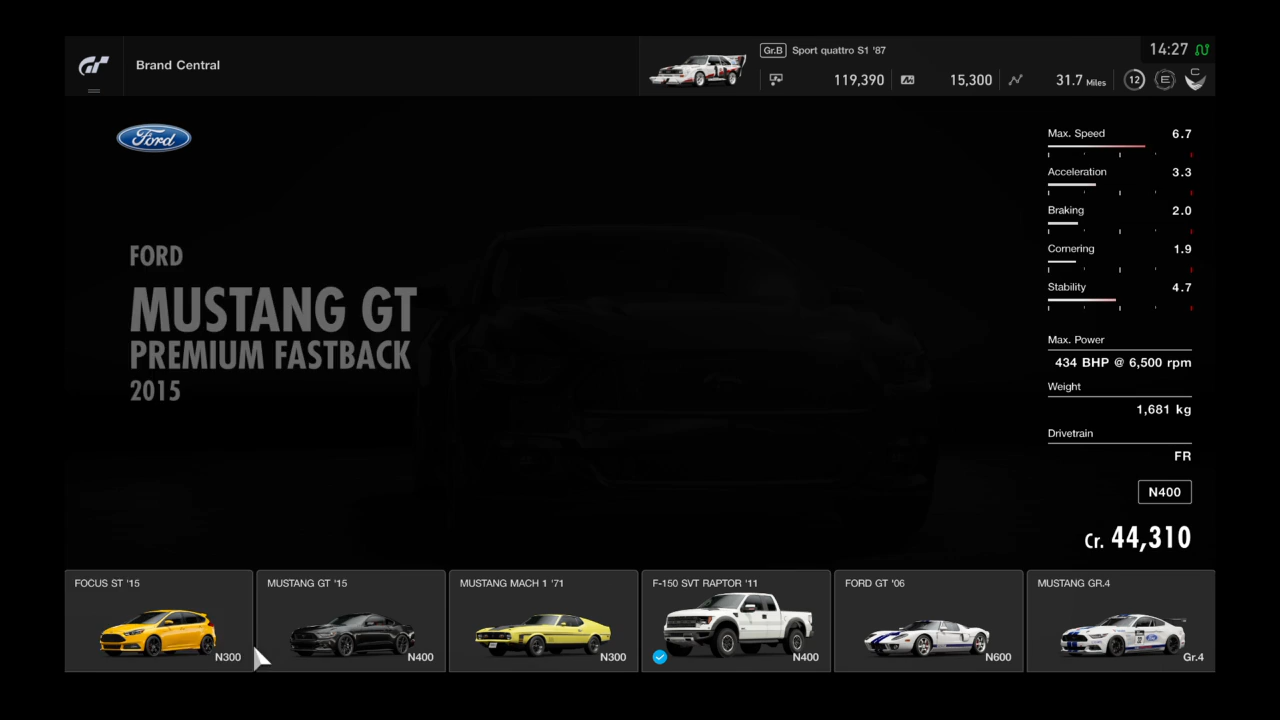 GT
Brand Central
Gr.B Sport quattro S1 '87
119,390
15,300
31.7 Miles
14:27
12
E
C
Ford
FORD
MUSTANG GT
PREMIUM FASTBACK
2015
Max. Speed 6.7
Acceleration 3.3
Braking 2.0
Cornering 1.9
Stability 4.7
Max. Power
434 BHP @ 6,500 rpm
Weight
1,681 kg
Drivetrain
FR
N400
Cr. 44,310
FOCUS ST '15
N300
MUSTANG GT '15
N400
MUSTANG MACH 1 '71
N300
F-150 SVT RAPTOR '11
N400
FORD GT '06
N600
MUSTANG GR.4
Gr.4